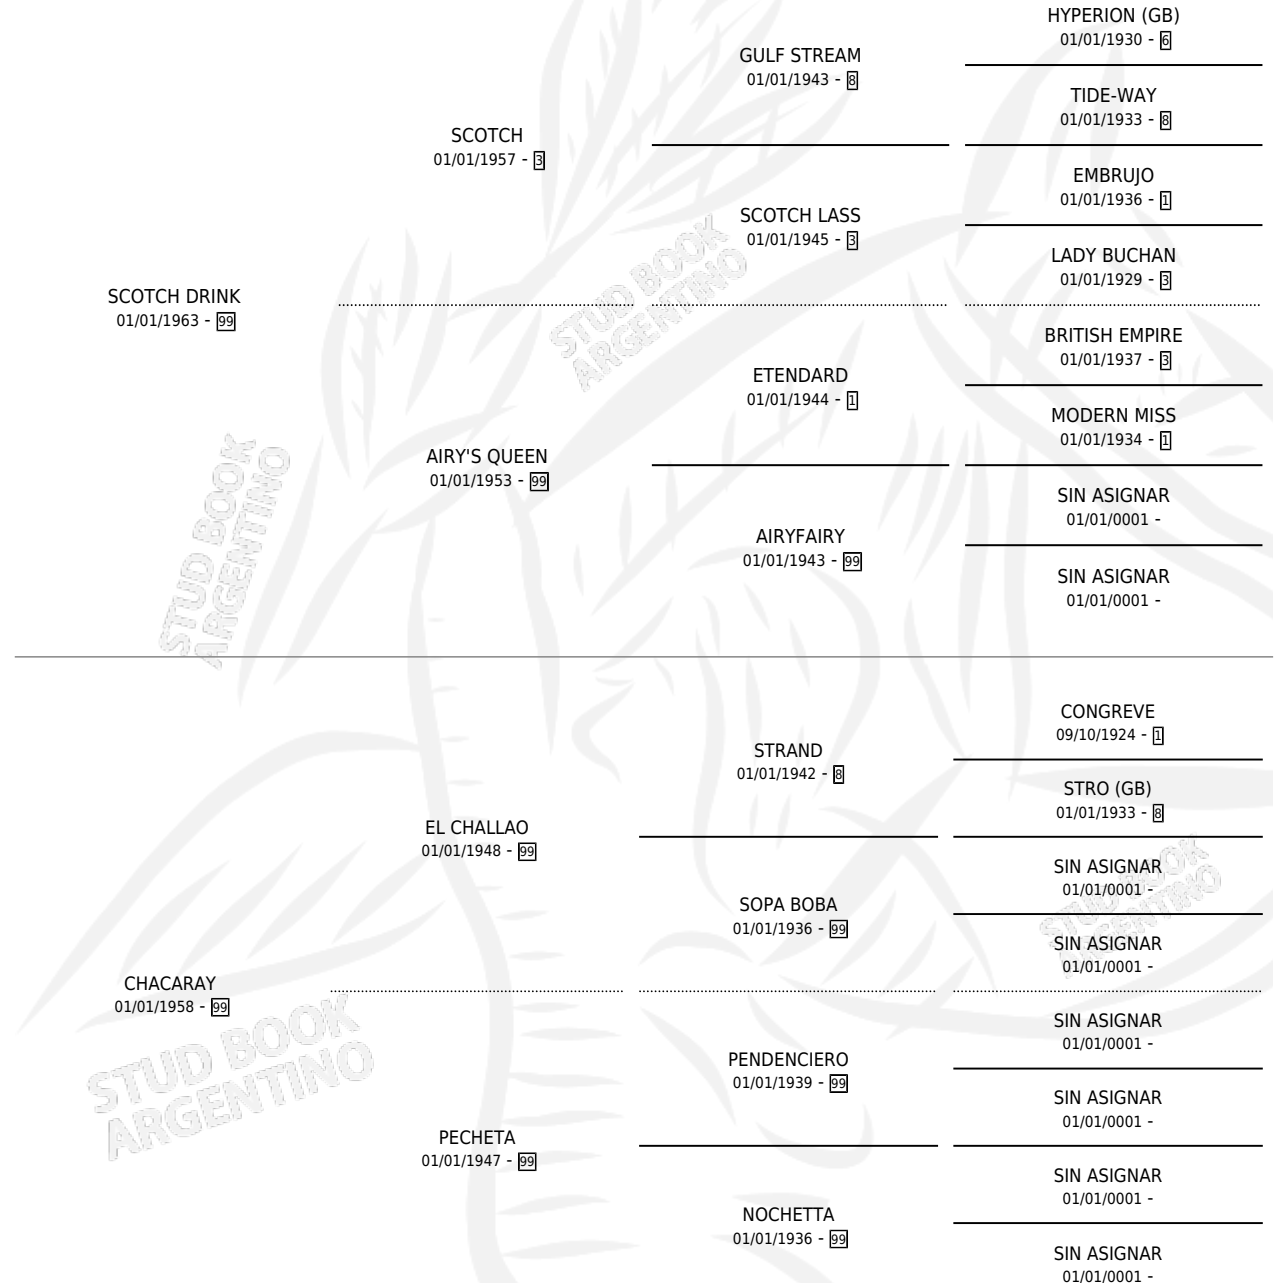 HYPERION (GB)
01/01/1930 - 6
GULF STREAM
01/01/1943 - 8
TIDE-WAY
01/01/1933 - 8
SCOTCH
01/01/1957 - 3
EMBRUJO
01/01/1936 - 1
SCOTCH LASS
01/01/1945 - 3
LADY BUCHAN
01/01/1929 - 3
SCOTCH DRINK
01/01/1963 - 99
STUD BOOK
ARGENTINO
BRITISH EMPIRE
01/01/1937 - 3
ETENDARD
01/01/1944 - 1
MODERN MISS
01/01/1934 - 1
AIRY'S QUEEN
01/01/1953 - 99
SIN ASIGNAR
01/01/0001 -
AIRYFAIRY
01/01/1943 - 99
SIN ASIGNAR
01/01/0001 -
STUD BOOK
ARGENTINO
CONGREVE
09/10/1924 - 1
STRAND
01/01/1942 - 8
STRO (GB)
01/01/1933 - 8
EL CHALLAO
01/01/1948 - 99
SIN ASIGNAR
01/01/0001 -
SOPA BOBA
01/01/1936 - 99
SIN ASIGNAR
01/01/0001 -
STUD BOOK
ARGENTINO
CHACARAY
01/01/1958 - 99
SIN ASIGNAR
01/01/0001 -
PENDENCIERO
01/01/1939 - 99
SIN ASIGNAR
01/01/0001 -
STUD BOOK
ARGENTINO
PECHETA
01/01/1947 - 99
SIN ASIGNAR
01/01/0001 -
NOCHETTA
01/01/1936 - 99
SIN ASIGNAR
01/01/0001 -